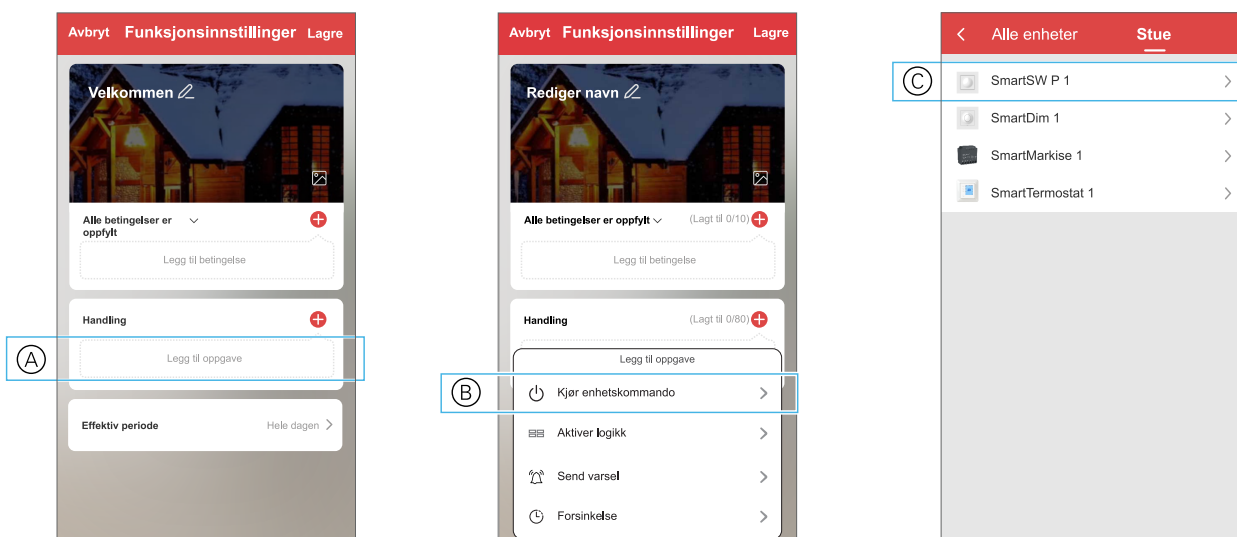 Avbryt Funksjonsinnstillinger Lagre
Velkommen
Alle betingelser er
oppfylt
Legg til betingelse
Handling
A
Legg til oppgave
Effektiv periode Hele dagen
Avbryt Funksjonsinnstillinger Lagre
Rediger navn
Alle betingelser er oppfylt (Lagt til 0/10)
Legg til betingelse
Handling (Lagt til 0/80)
Legg til oppgave
B Kjør enhetskommando
Aktiver logikk
Send varsel
Forsinkelse
Alle enheter Stue
C SmartSW P 1
SmartDim 1
SmartMarkise 1
SmartTermostat 1